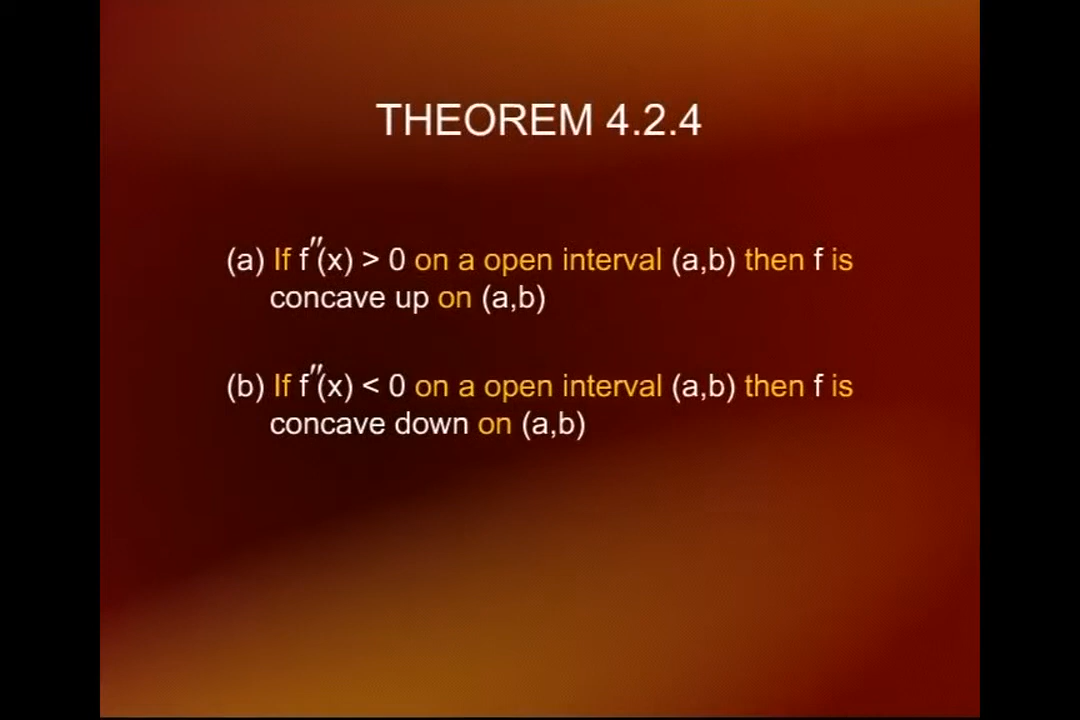 THEOREM 4.2.4
(a) If f″(x) > 0 on a open interval (a,b) then f is
concave up on (a,b)
(b) If f″(x) < 0 on a open interval (a,b) then f is
concave down on (a,b)